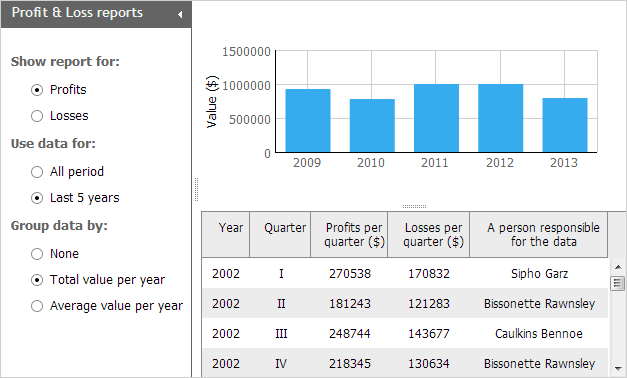 Profit & Loss reports
Show report for:
Profits
Losses
Use data for:
All period
Last 5 years
Group data by:
None
Total value per year
Average value per year
Value ($)
1500000
1000000
500000
0
2009 2010 2011 2012 2013
Year Quarter Profits per quarter ($) Losses per quarter ($) A person responsible for the data
2002 I 270538 170832 Sipho Garz
2002 II 181243 121283 Bissonette Rawnsley
2002 III 248744 143677 Caulkins Bennoe
2002 IV 218345 130634 Bissonette Rawnsley